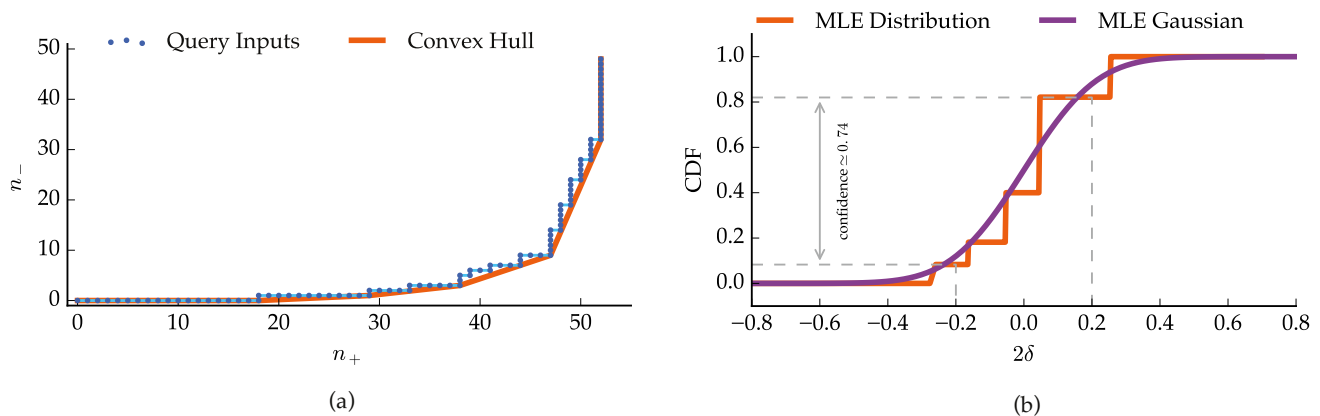 Query Inputs
Convex Hull
50
40
30
20
10
0
n₋
0
10
20
30
40
50
n₊
(a)
MLE Distribution
MLE Gaussian
1.0
0.8
0.6
0.4
0.2
0.0
CDF
confidence≃0.74
−0.8
−0.6
−0.4
−0.2
0.0
0.2
0.4
0.6
0.8
2δ
(b)